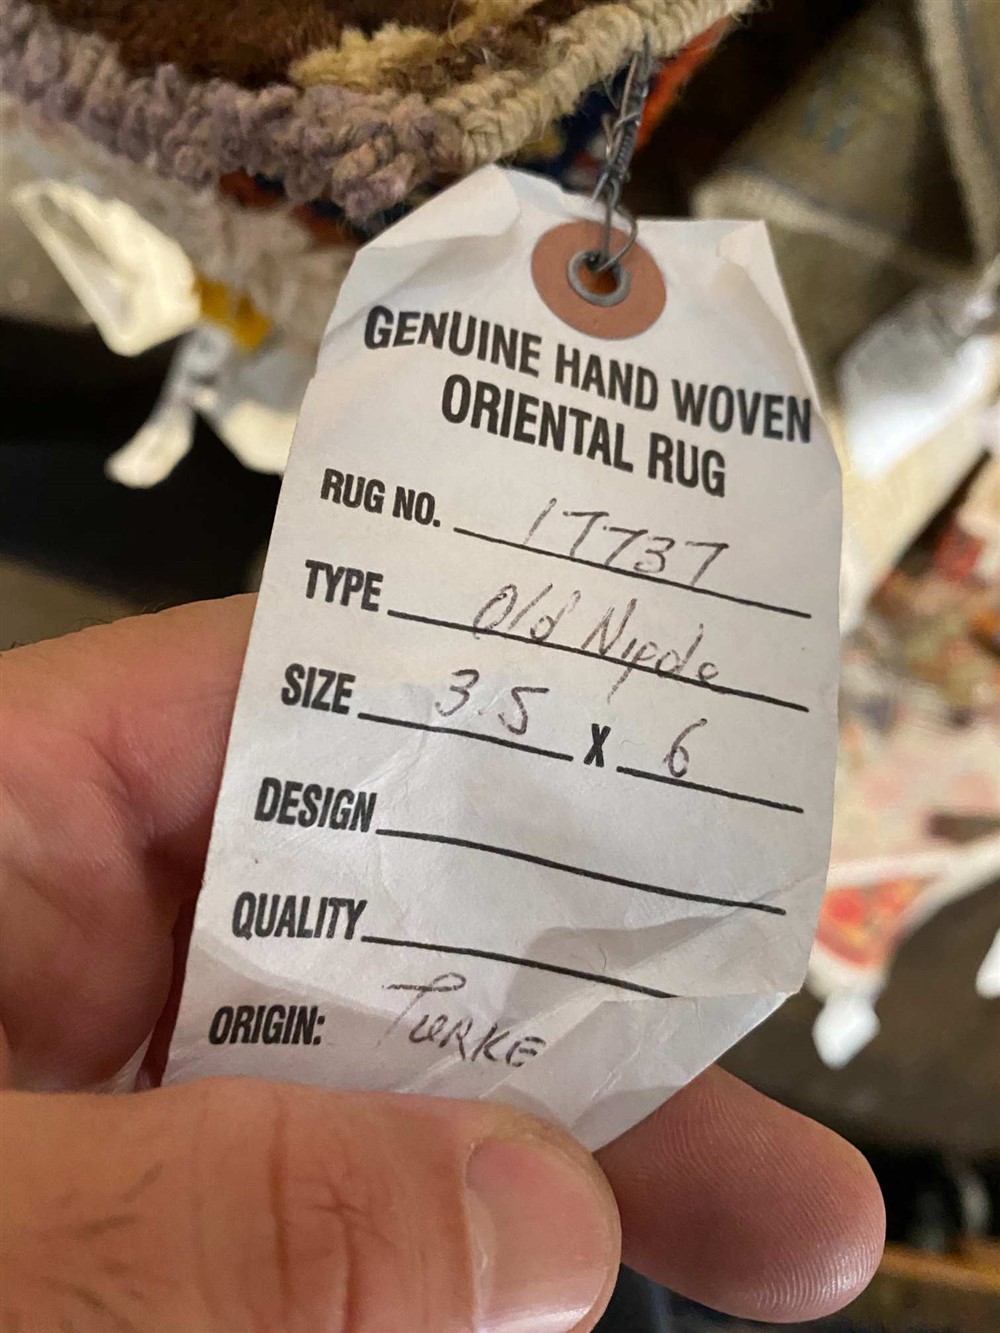 GENUINE HAND WOVEN
ORIENTAL RUG
RUG NO. 17737
TYPE Old Nigde
SIZE 3.5 X 6
DESIGN
QUALITY
ORIGIN: TURKE